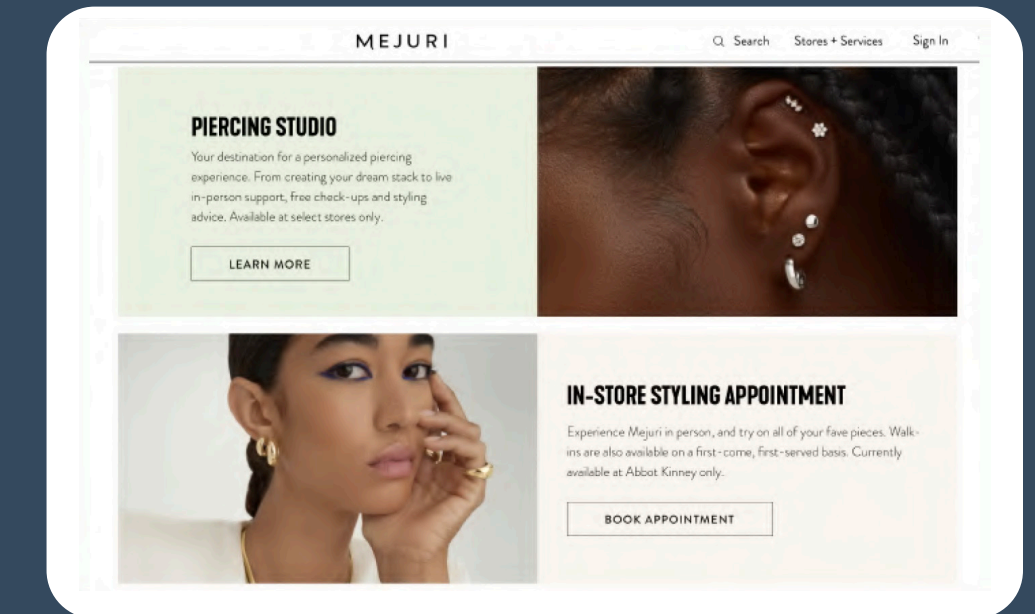 MEJURI
Search
Stores + Services
Sign In
PIERCING STUDIO
Your destination for a personalized piercing
experience. From creating your dream stack to live
in-person support, free check-ups and styling
advice. Available at select stores only.
LEARN MORE
IN-STORE STYLING APPOINTMENT
Experience Mejuri in person, and try on all of your fave pieces. Walk-
ins are also available on a first-come, first-served basis. Currently
available at Abbot Kinney only.
BOOK APPOINTMENT